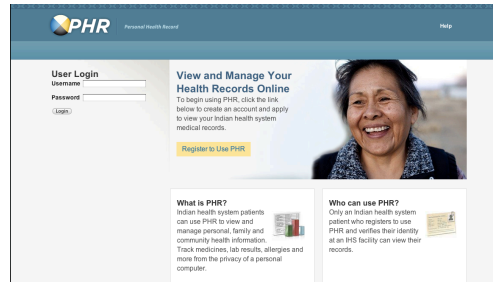 PHR Personal Health Record
Help
User Login
Username
Password
Login
View and Manage Your
Health Records Online
To begin using PHR, click the link
below to create an account and apply
to view your Indian health system
medical records.
Register to Use PHR
What is PHR?
Indian health system patients
can use PHR to view and
manage personal, family and
community health information.
Track medicines, lab results, allergies and
more from the privacy of a personal
computer.
Who can use PHR?
Only an Indian health system
patient who registers to use
PHR and verifies their identity
at an IHS facility can view their
records.